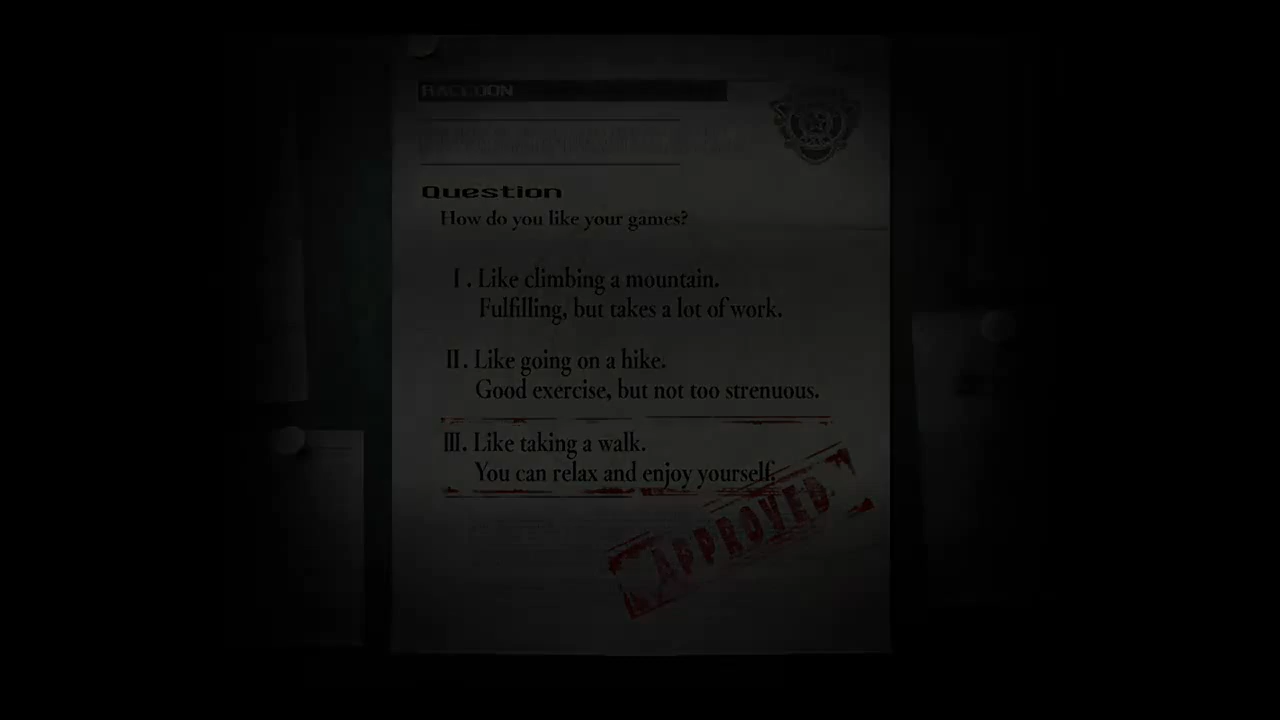 RACCOON
Question
How do you like your games?
I. Like climbing a mountain.
Fulfilling, but takes a lot of work.
II. Like going on a hike.
Good exercise, but not too strenuous.
III. Like taking a walk.
You can relax and enjoy yourself.
APPROVED